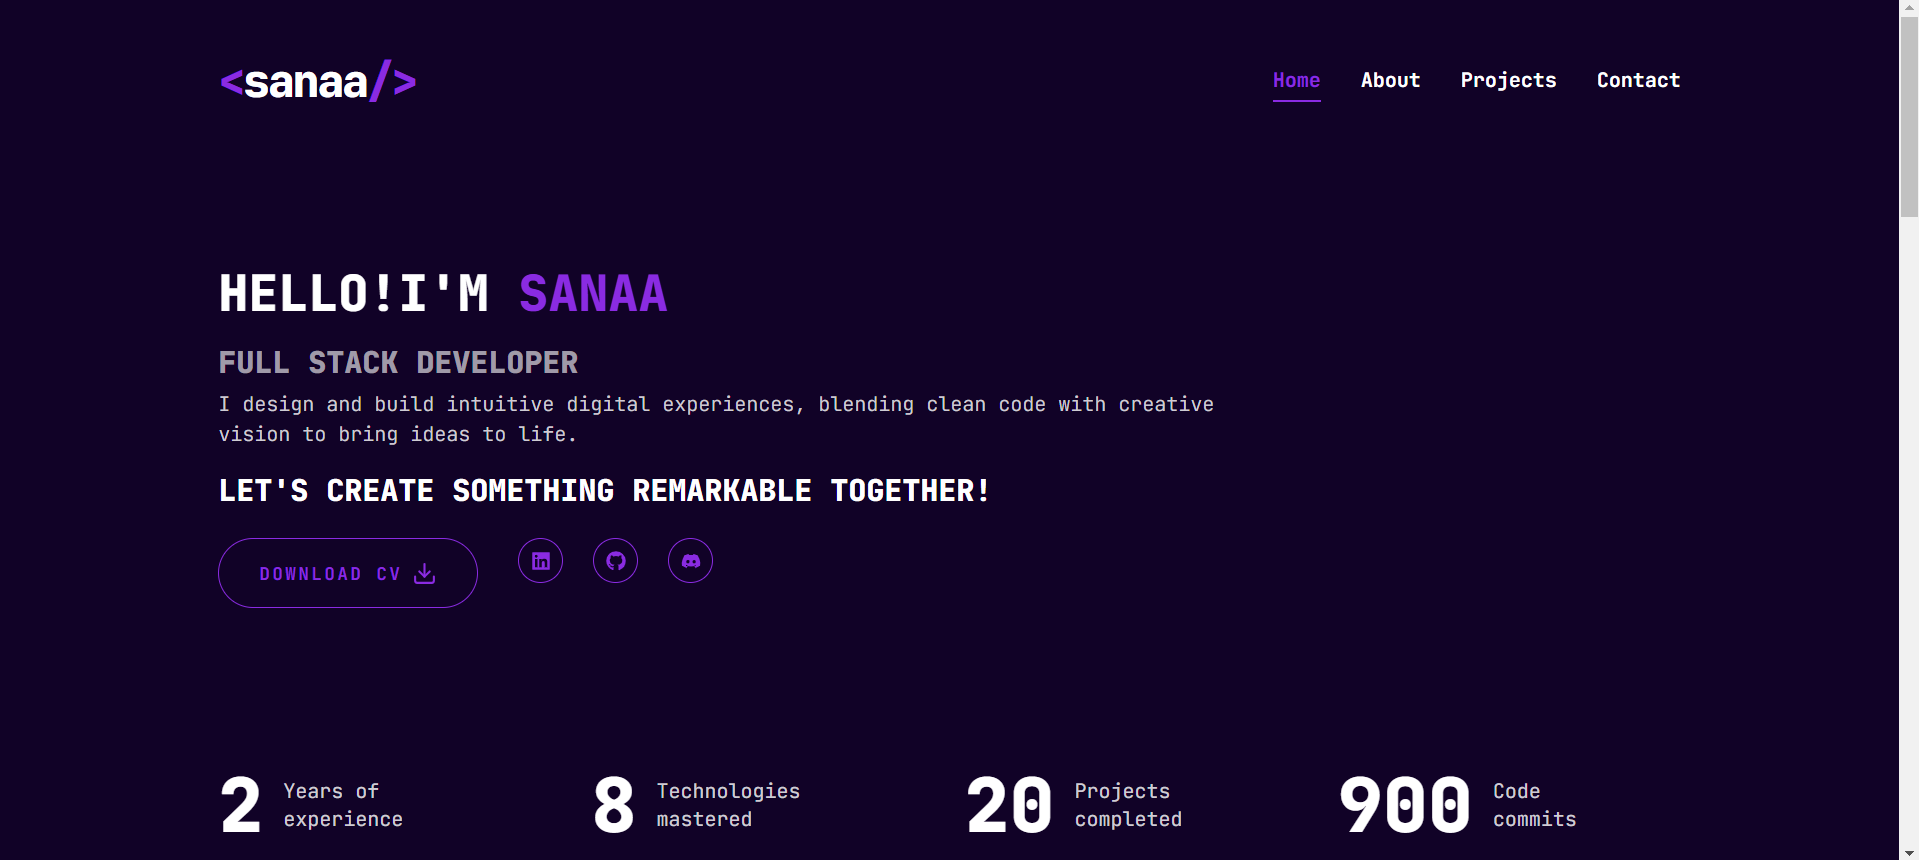 <sanaa/>
Home About Projects Contact
HELLO!I'M SANAA
FULL STACK DEVELOPER
I design and build intuitive digital experiences, blending clean code with creative
vision to bring ideas to life.
LET'S CREATE SOMETHING REMARKABLE TOGETHER!
DOWNLOAD CV
in
2 Years of experience
8 Technologies mastered
20 Projects completed
900 Code commits